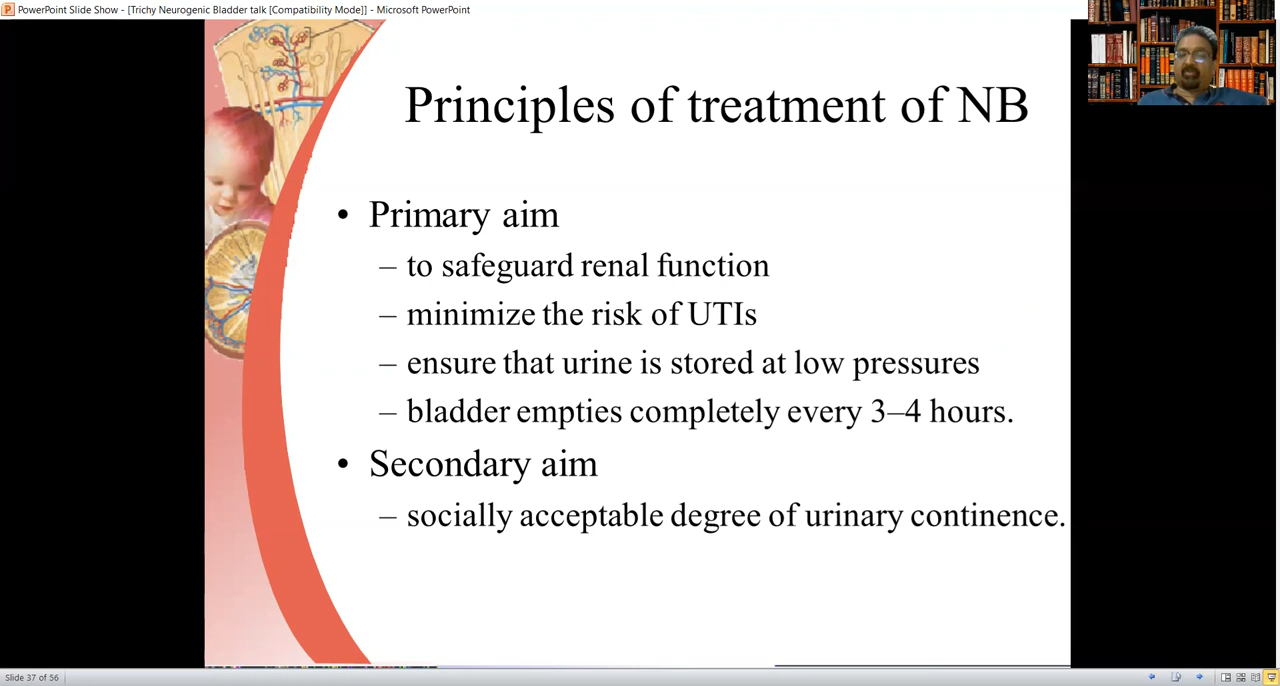 PowerPoint Slide Show - [Trichy Neurogenic Bladder talk [Compatibility Mode]] - Microsoft PowerPoint
Principles of treatment of NB
• Primary aim
– to safeguard renal function
– minimize the risk of UTIs
– ensure that urine is stored at low pressures
– bladder empties completely every 3–4 hours.
• Secondary aim
– socially acceptable degree of urinary continence.
Slide 37 of 56